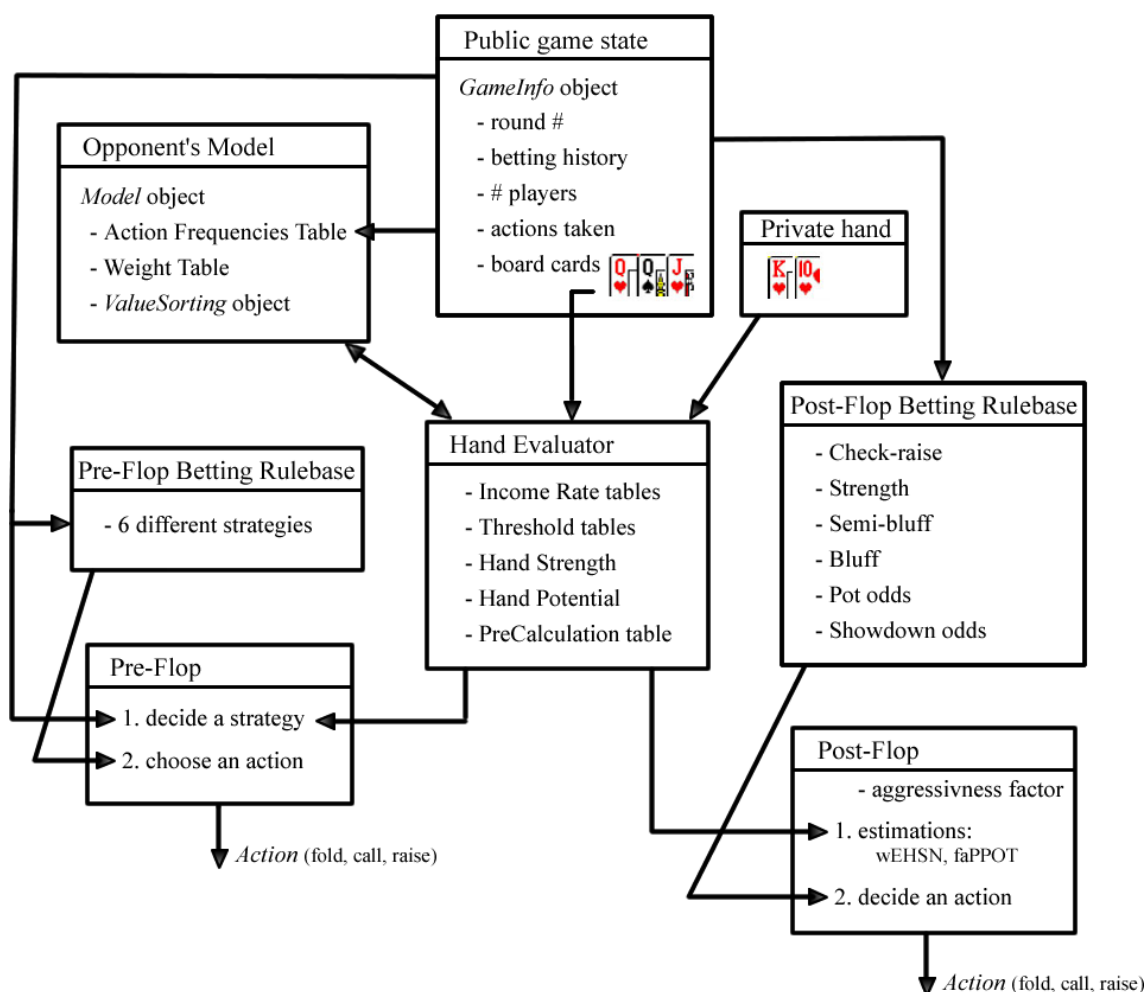 Public game state
GameInfo object
- round #
- betting history
- # players
- actions taken
- board cards
Q Q J
Opponent's Model
Model object
- Action Frequencies Table
- Weight Table
- ValueSorting object
Private hand
K 10
Post-Flop Betting Rulebase
- Check-raise
- Strength
- Semi-bluff
- Bluff
- Pot odds
- Showdown odds
Hand Evaluator
- Income Rate tables
- Threshold tables
- Hand Strength
- Hand Potential
- PreCalculation table
Pre-Flop Betting Rulebase
- 6 different strategies
Pre-Flop
1. decide a strategy
2. choose an action
Action (fold, call, raise)
Post-Flop
- aggressivness factor
1. estimations:
wEHSN, faPPOT
2. decide an action
Action (fold, call, raise)